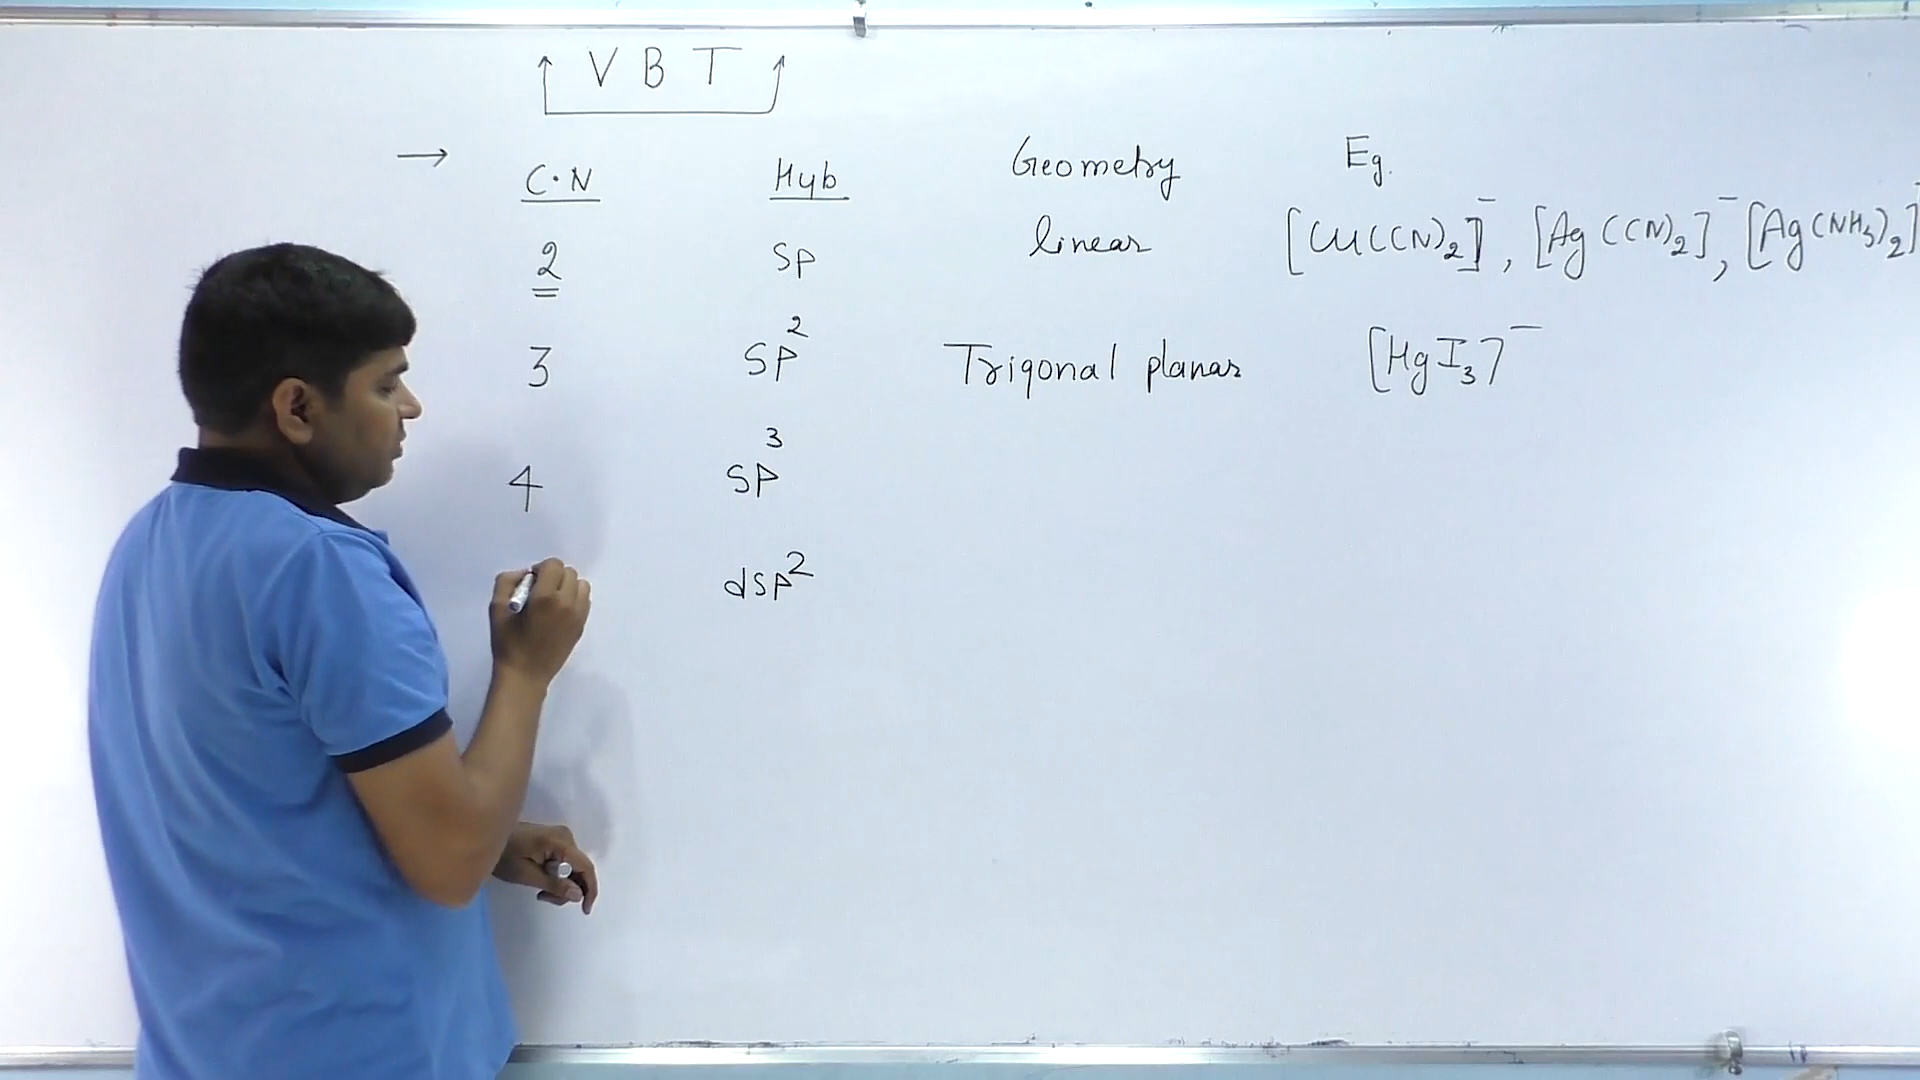 VBT
→ C·N Hyb Geometry Eg.
2 SP linear [Cu(CN)₂]⁻, [Ag(CN)₂]⁻, [Ag(NH₃)₂]
3 SP² Trigonal planar [HgI₃]⁻
4 SP³
dSP²